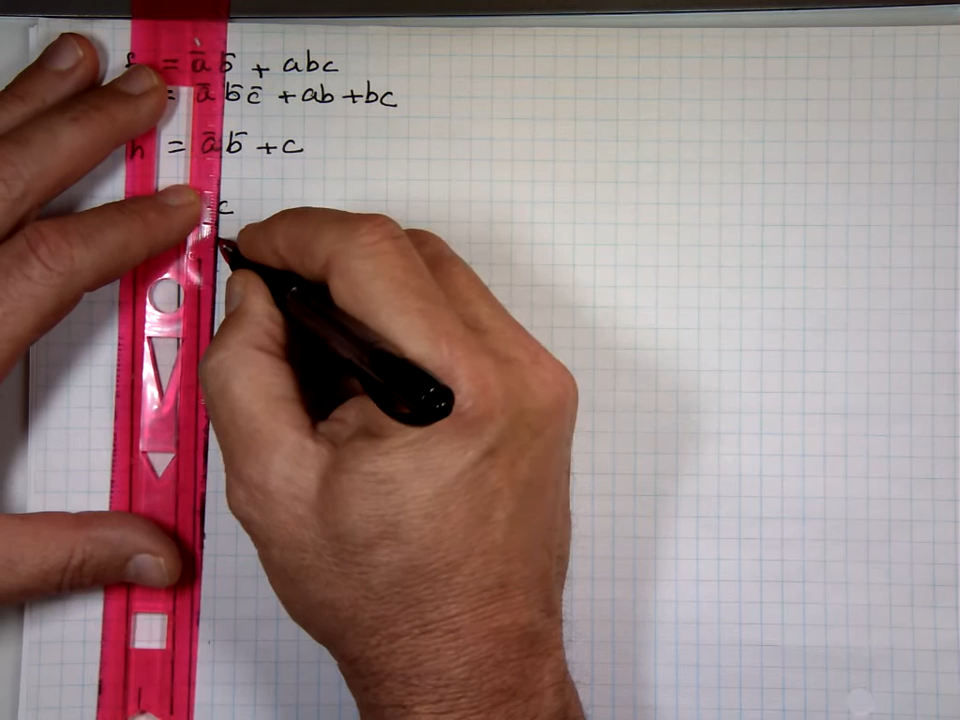 = a̅ b̅ + abc
= a̅ b̅ c̅ + ab + bc
h = a̅ b̅ + c
c